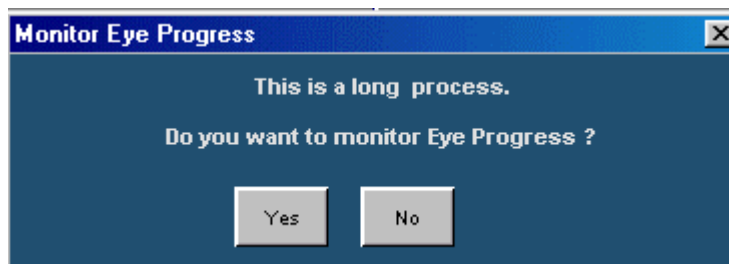 Monitor Eye Progress
This is a long process.
Do you want to monitor Eye Progress ?
Yes No